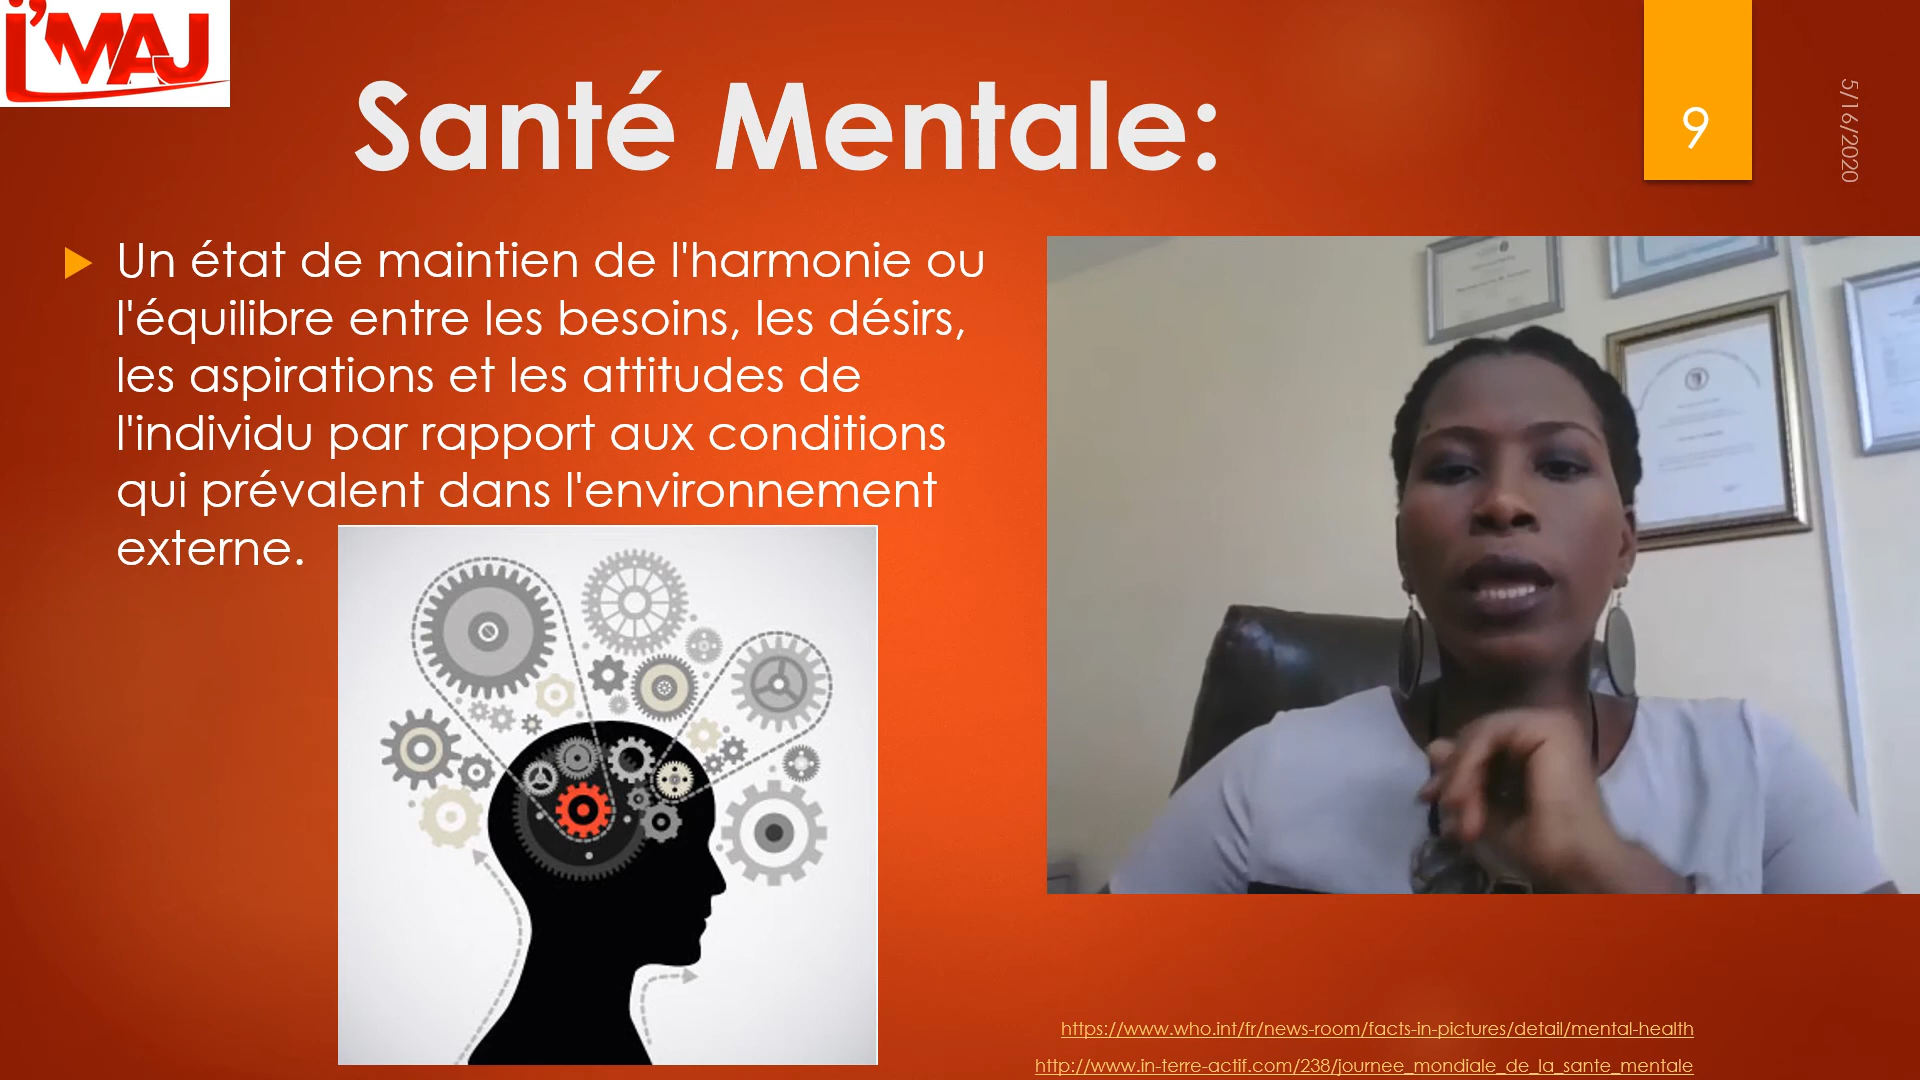 i'MAJ
Santé Mentale:
9
5/16/2020
Un état de maintien de l'harmonie ou
l'équilibre entre les besoins, les désirs,
les aspirations et les attitudes de
l'individu par rapport aux conditions
qui prévalent dans l'environnement
externe.
https://www.who.int/fr/news-room/facts-in-pictures/detail/mental-health
http://www.in-terre-actif.com/238/journee_mondiale_de_la_sante_mentale